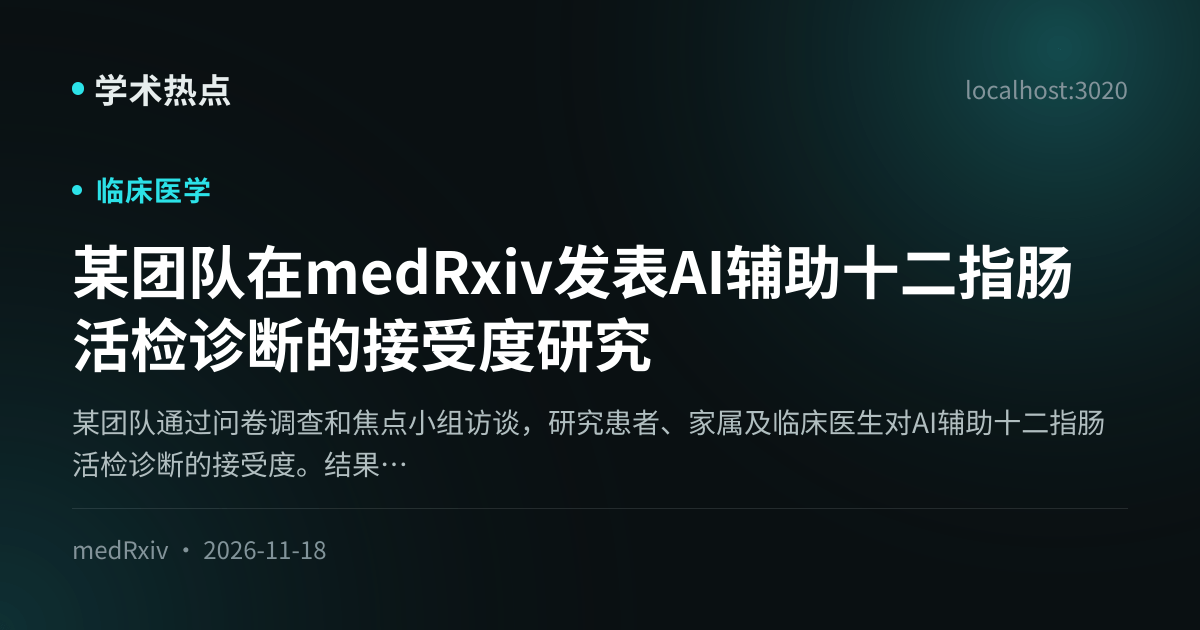 学术热点
localhost:3020
临床医学
某团队在medRxiv发表AI辅助十二指肠
活检诊断的接受度研究
某团队通过问卷调查和焦点小组访谈，研究患者、家属及临床医生对AI辅助十二指肠
活检诊断的接受度。结果…
medRxiv • 2026-11-18